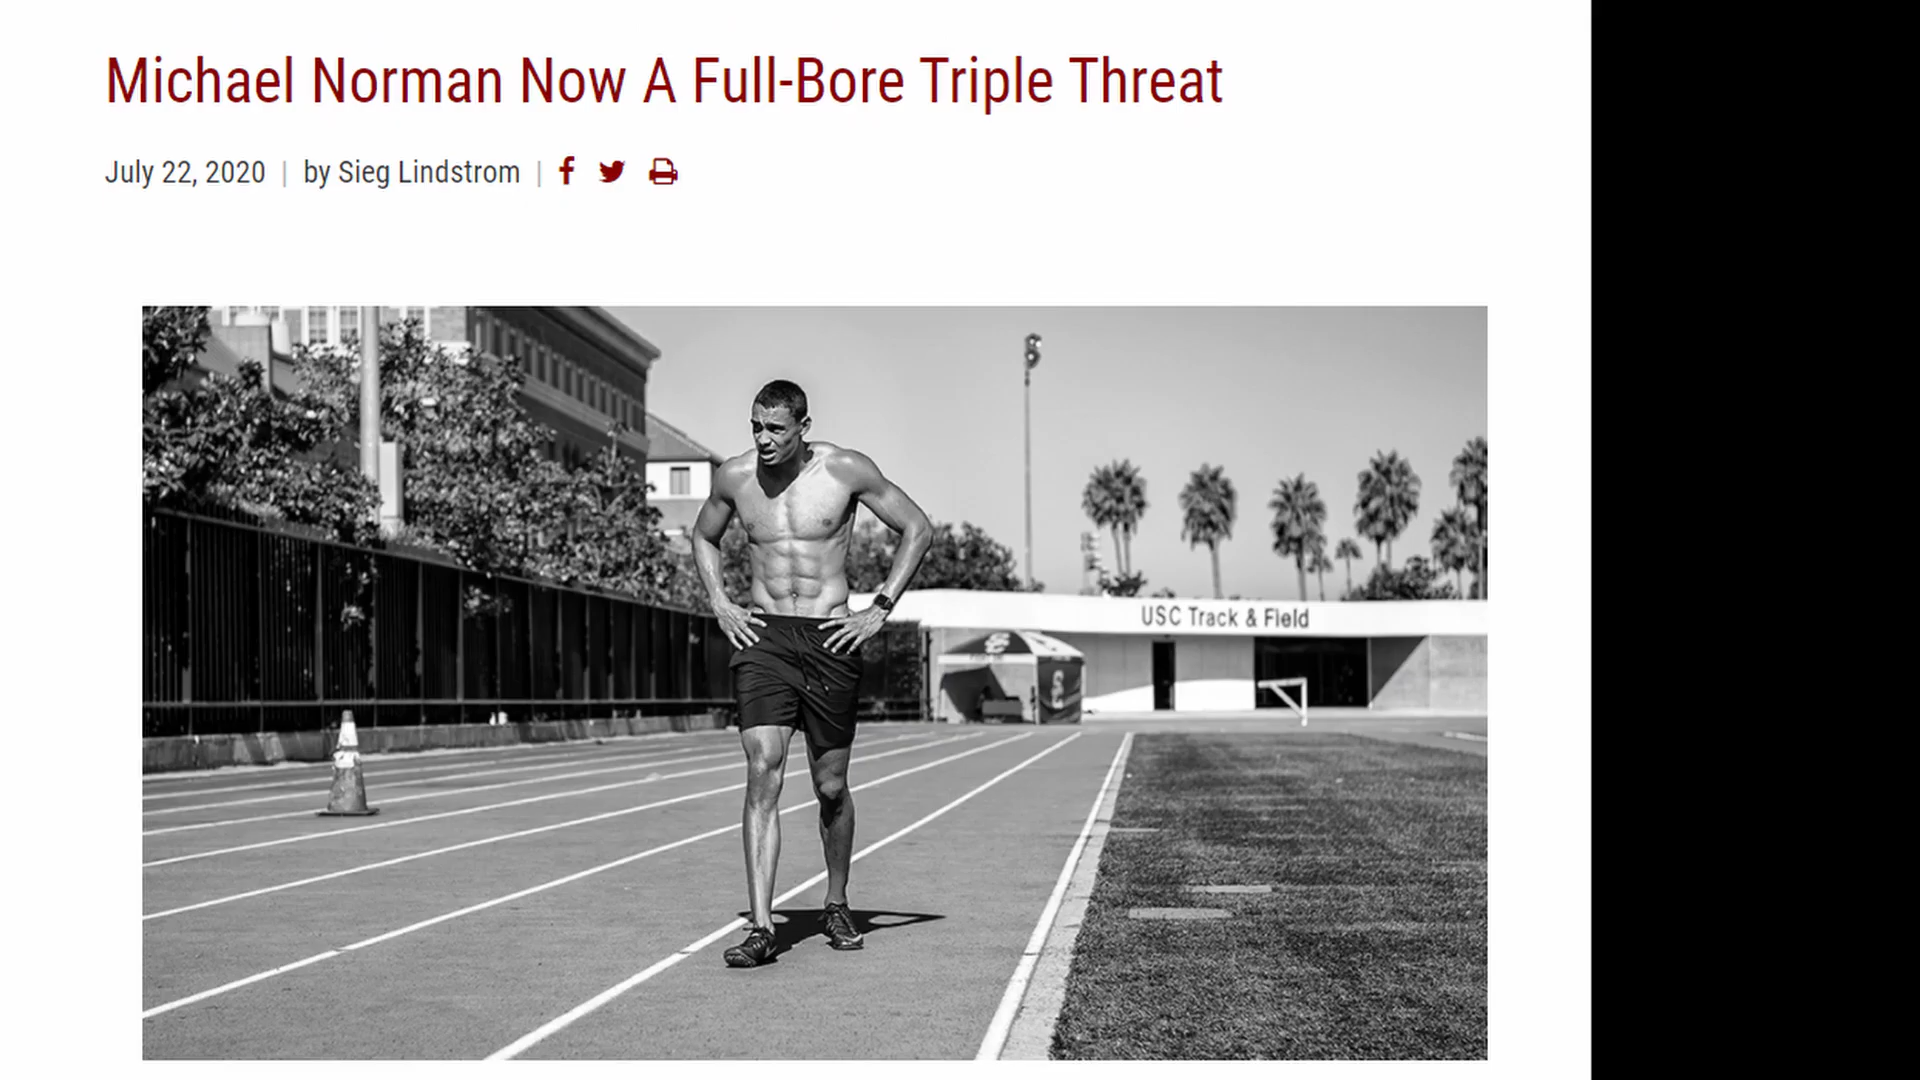 Michael Norman Now A Full-Bore Triple Threat
July 22, 2020 | by Sieg Lindstrom |
USC Track & Field